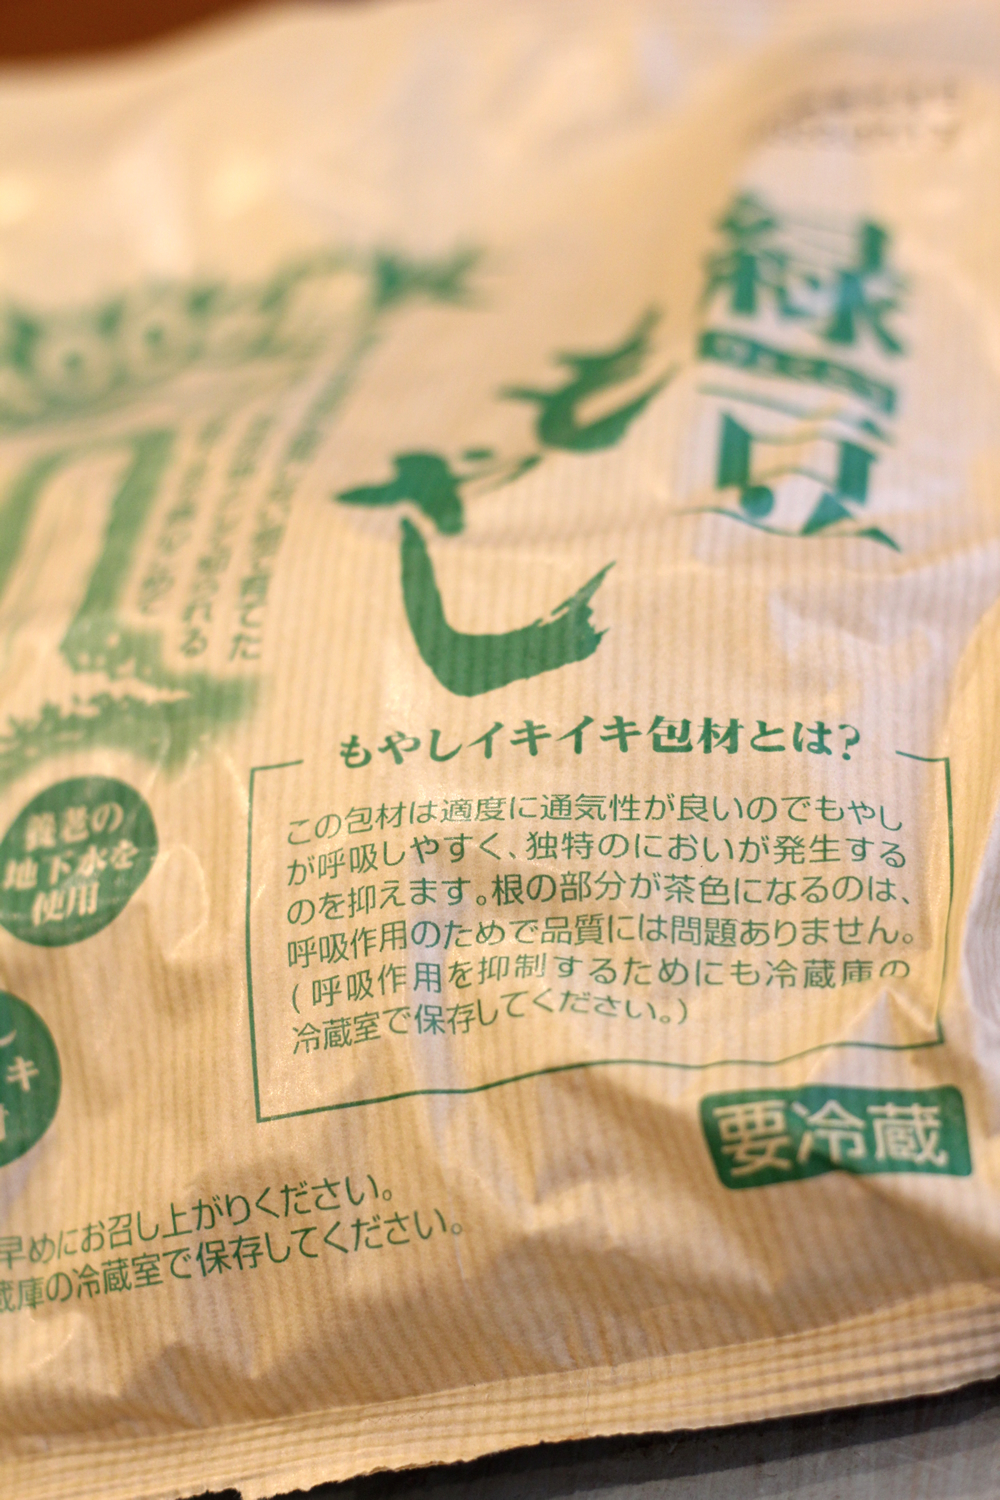 緑豆
もやし
もやしイキイキ包材とは?
この包材は適度に通気性が良いのでもやし
が呼吸しやすく、独特のにおいが発生する
のを抑えます。根の部分が茶色になるのは、
呼吸作用のためで品質には問題ありません。
(呼吸作用を抑制するためにも冷蔵庫の
冷蔵室で保存してください。)
養老の
地下水を
使用
キ
要冷蔵
早めにお召し上がりください。
蔵庫の冷蔵室で保存してください。